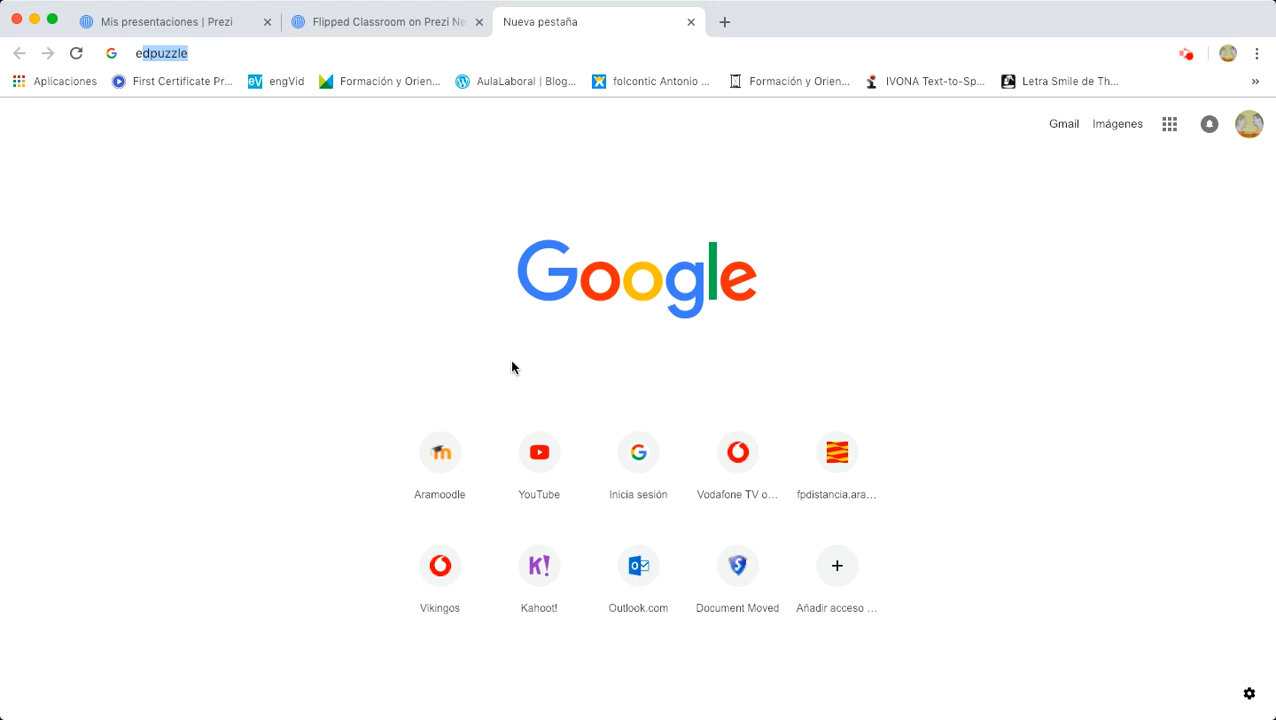 Mis presentaciones | Prezi
Flipped Classroom on Prezi Ne
Nueva pestaña
edpuzzle
Aplicaciones
First Certificate Pr...
engVid
Formación y Orien...
AulaLaboral | Blog...
folcontic Antonio ...
Formación y Orien...
IVONA Text-to-Sp...
Letra Smile de Th...
Gmail
Imágenes
Google
Aramoodle
YouTube
Inicia sesión
Vodafone TV o...
fpdistancia.ara...
Vikingos
K!
Kahoot!
Outlook.com
Document Moved
Añadir acceso ...